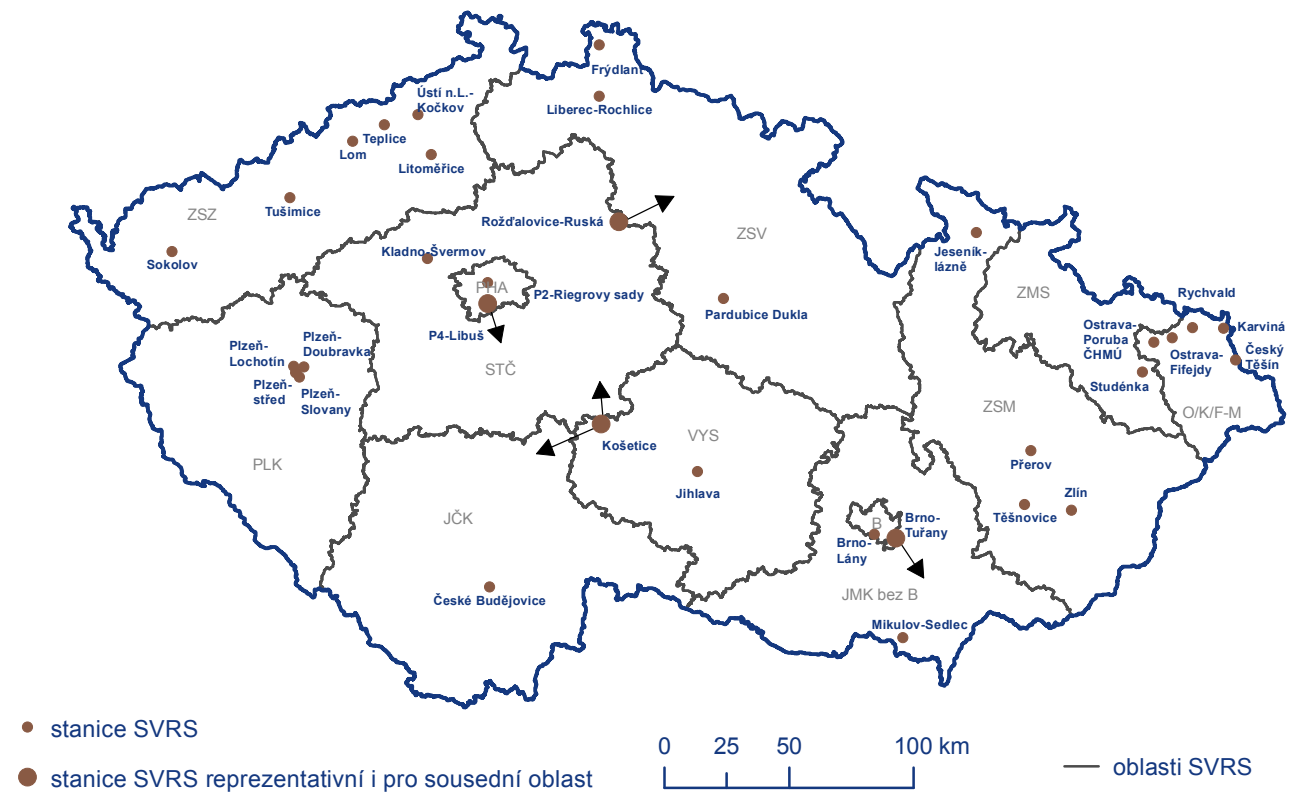 Frýdlant
Ústí n.L.-
Kočkov
Liberec-Rochlice
Teplice
Lom
Litoměřice
Tušimice
ZSZ
Rožďalovice-Ruská
ZSV
Sokolov
Kladno-Švermov
Jeseník-
lázně
PHA
P2-Riegrovy sady
ZMS
Rychvald
Pardubice Dukla
P4-Libuš
Ostrava-
Poruba
ČHMÚ
Karviná
Plzeň-
Lochotín
Plzeň-
Doubravka
Ostrava-
Fifejdy
Český
Těšín
STČ
Studénka
Plzeň-
střed
Plzeň-
Slovany
ZSM
O/K/F-M
VYS
Košetice
PLK
Přerov
Jihlava
Zlín
JČK
Těšnovice
B
Brno-
Tuřany
Brno-
Lány
České Budějovice
JMK bez B
Mikulov-Sedlec
stanice SVRS
stanice SVRS reprezentativní i pro sousední oblast
0 25 50 100 km
oblasti SVRS